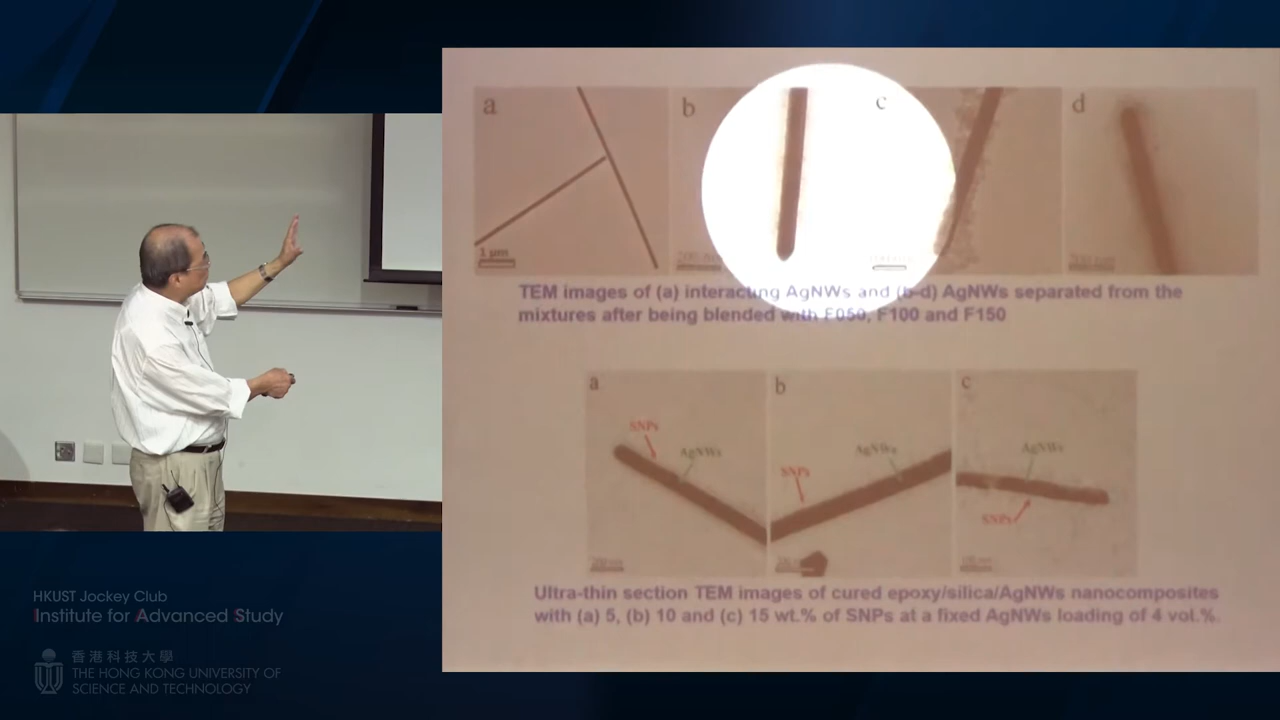 a
b
c
d
1 µm
TEM images of (a) interacting AgNWs and (b-d) AgNWs separated from the
mixtures after being blended with F050, F100 and F150
a
b
c
SNPs
AgNWs
SNPs
AgNWs
AgNWs
SNPs
Ultra-thin section TEM images of cured epoxy/silica/AgNWs nanocomposites
with (a) 5, (b) 10 and (c) 15 wt.% of SNPs at a fixed AgNWs loading of 4 vol.%.
HKUST Jockey Club
Institute for Advanced Study
香港科技大學
THE HONG KONG UNIVERSITY OF
SCIENCE AND TECHNOLOGY